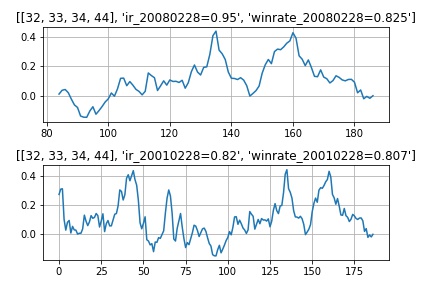 [[32, 33, 34, 44], 'ir_20080228=0.95', 'winrate_20080228=0.825']
0.4
0.2
0.0
80 100 120 140 160 180
[[32, 33, 34, 44], 'ir_20010228=0.82', 'winrate_20010228=0.807']
0.4
0.2
0.0
0 25 50 75 100 125 150 175